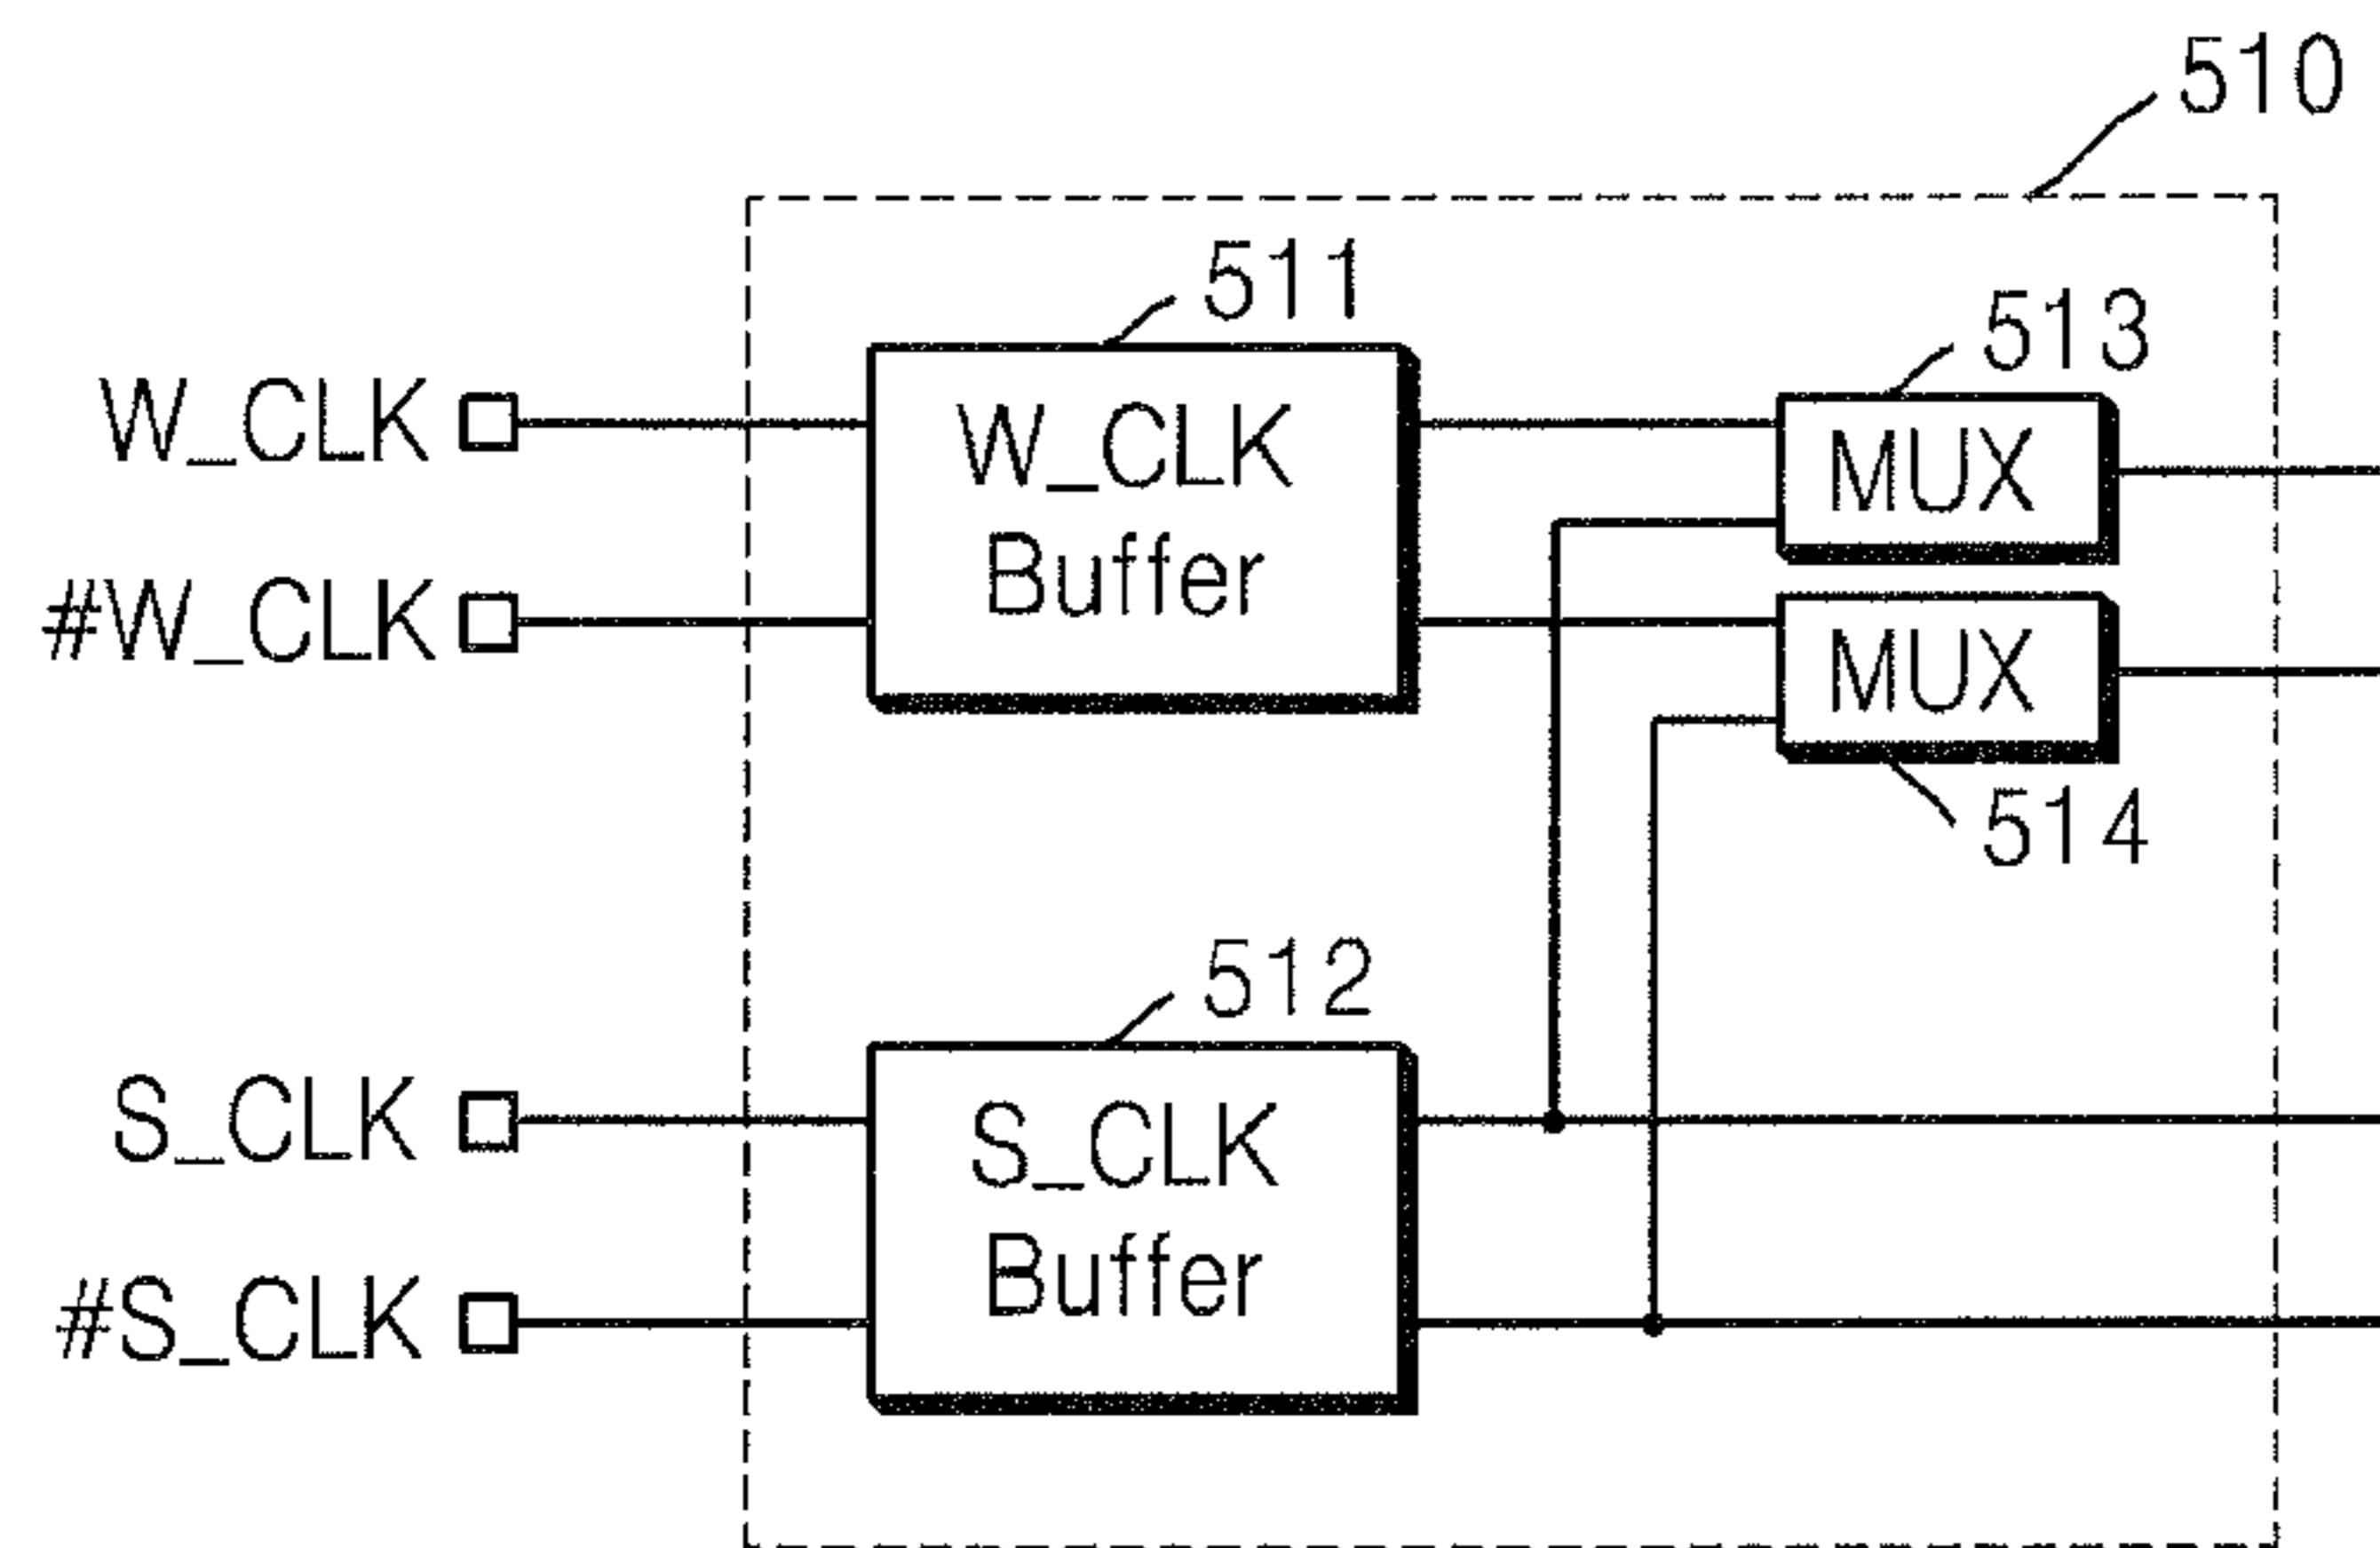 510
511
513
W_CLK
W_CLK
Buffer
MUX
#W_CLK
MUX
514
512
S_CLK
S_CLK
Buffer
#S_CLK